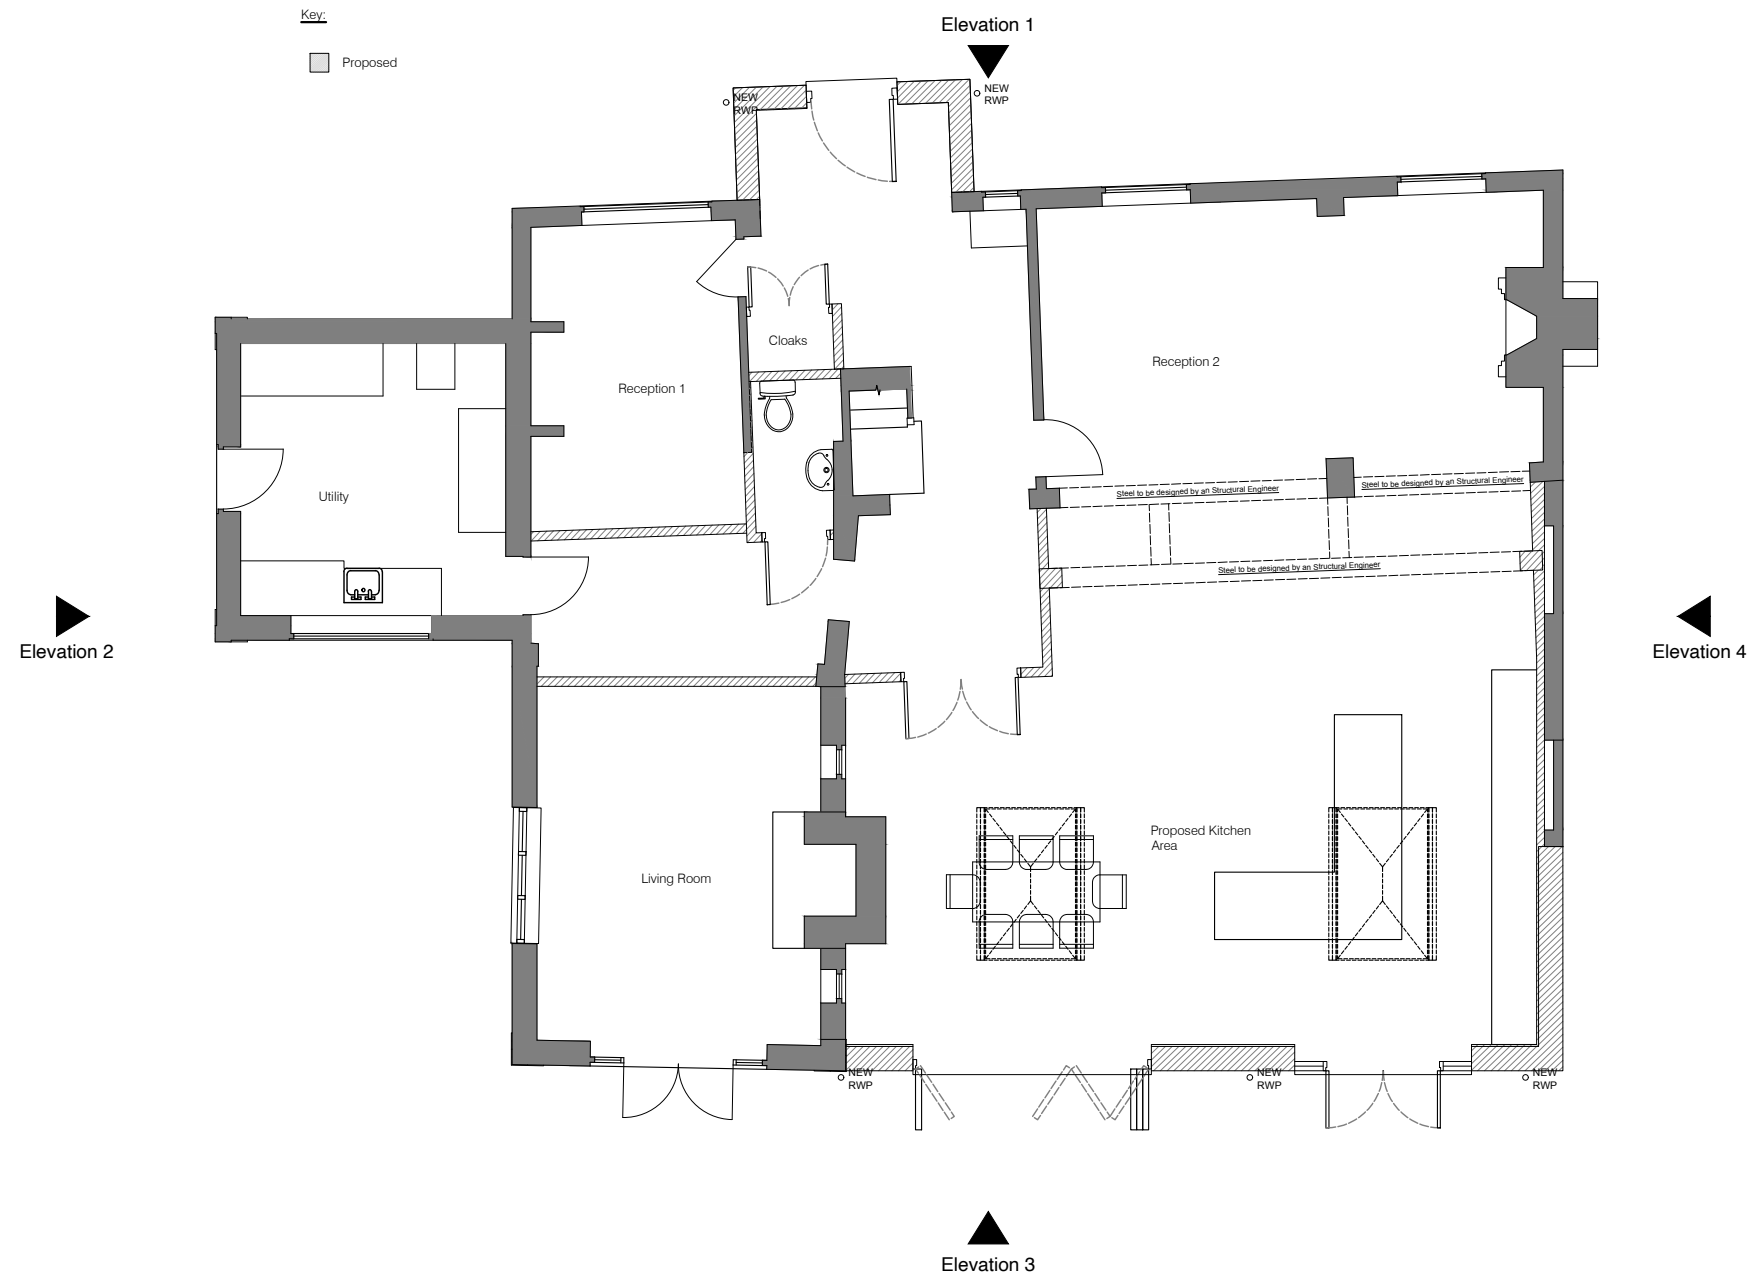 Key:
Proposed
Elevation 1
NEW
RWP
NEW
RWP
Cloaks
Reception 1
Reception 2
Utility
Steel to be designed by an Structural Engineer
Steel to be designed by an Structural Engineer
Steel to be designed by an Structural Engineer
Elevation 2
Elevation 4
Proposed Kitchen
Area
Living Room
NEW
RWP
NEW
RWP
NEW
RWP
Elevation 3